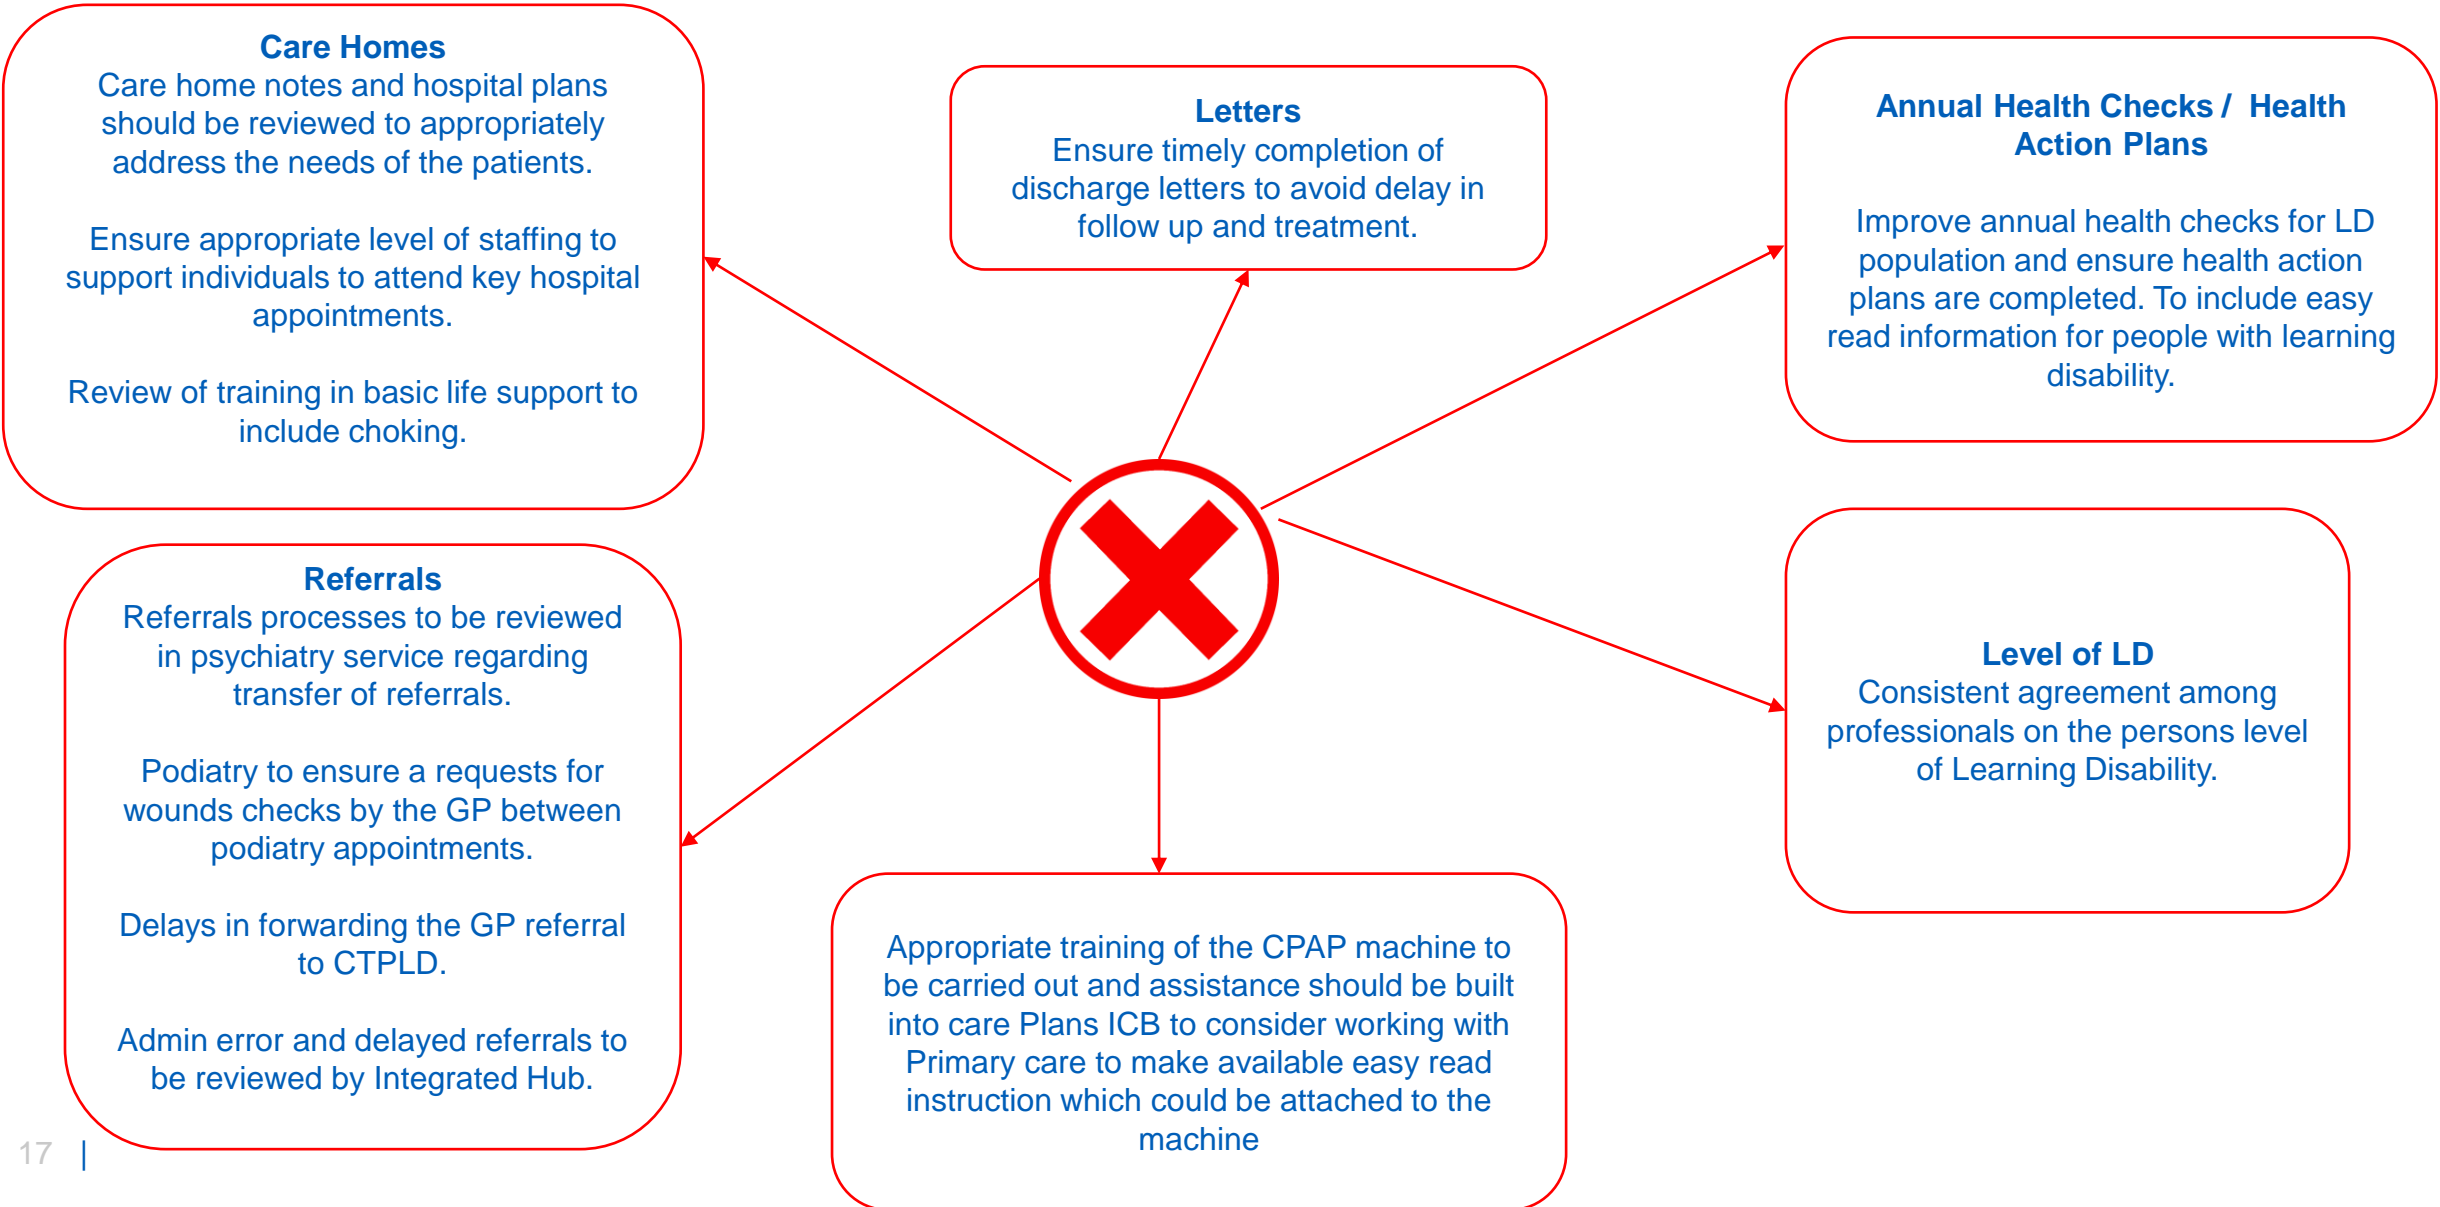 Care Homes
Care home notes and hospital plans
should be reviewed to appropriately
address the needs of the patients.
Ensure appropriate level of staffing to
support individuals to attend key hospital
appointments.
Review of training in basic life support to
include choking.
Letters
Ensure timely completion of
discharge letters to avoid delay in
follow up and treatment.
Annual Health Checks / Health
Action Plans
Improve annual health checks for LD
population and ensure health action
plans are completed. To include easy
read information for people with learning
disability.
Referrals
Referrals processes to be reviewed
in psychiatry service regarding
transfer of referrals.
Podiatry to ensure a requests for
wounds checks by the GP between
podiatry appointments.
Delays in forwarding the GP referral
to CTPLD.
Admin error and delayed referrals to
be reviewed by Integrated Hub.
Level of LD
Consistent agreement among
professionals on the persons level
of Learning Disability.
Appropriate training of the CPAP machine to
be carried out and assistance should be built
into care Plans ICB to consider working with
Primary care to make available easy read
instruction which could be attached to the
machine
17 |